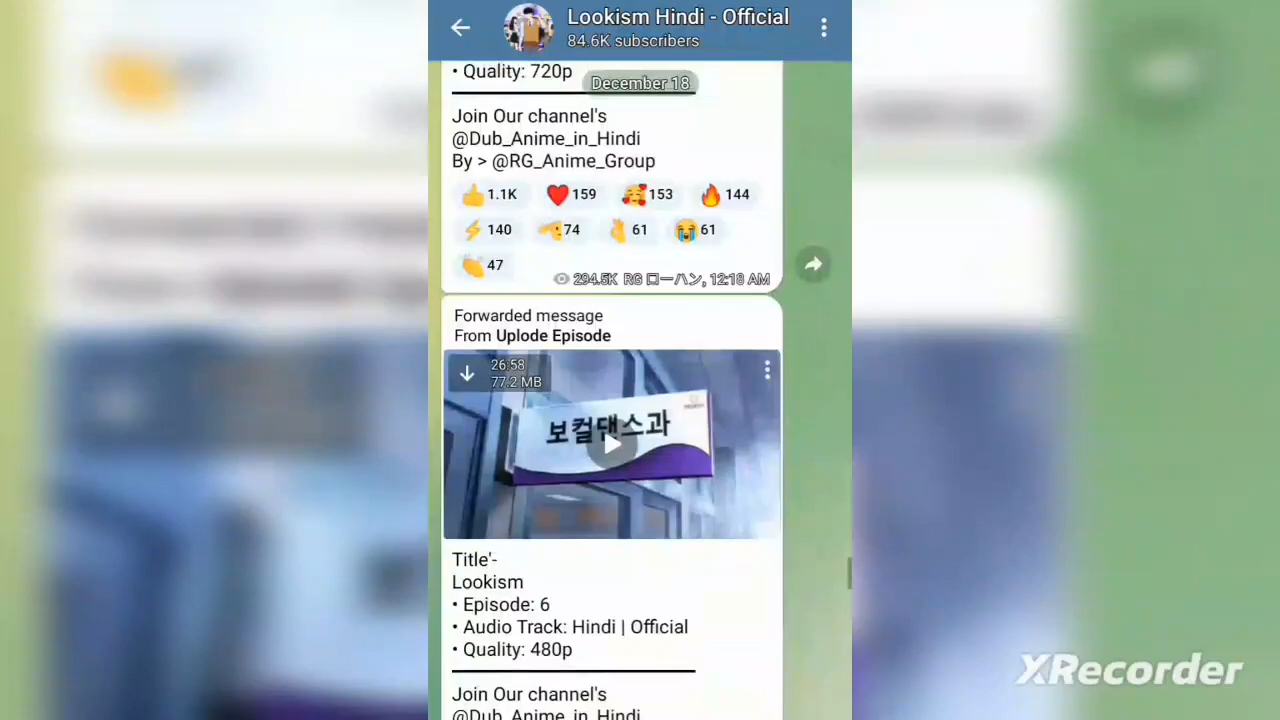 Lookism Hindi - Official
84.6K subscribers
• Quality: 720p
December 18
Join Our channel's
@Dub_Anime_in_Hindi
By > @RG_Anime_Group
👍 1.1K ❤️ 159 🥰 153 🔥 144
⚡ 140 74 61 😭 61
👏 47
294.5K RG ローハン, 12:18 AM
Forwarded message
From Uplode Episode
26:58
77.2 MB
보컬댄스과
Title'-
Lookism
• Episode: 6
• Audio Track: Hindi | Official
• Quality: 480p
Join Our channel's
@Dub_Anime_in_Hindi
XRecorder